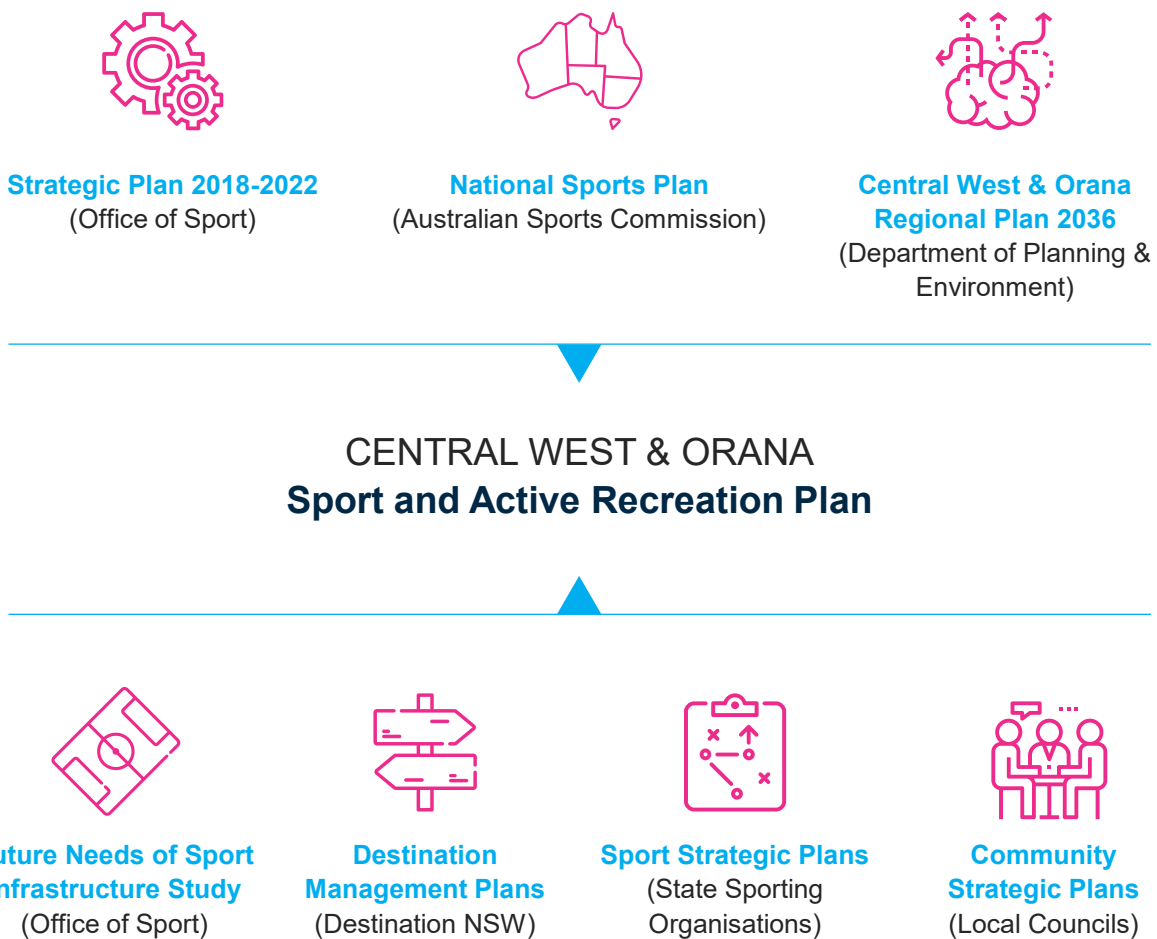 Strategic Plan 2018-2022
(Office of Sport)
National Sports Plan
(Australian Sports Commission)
Central West & Orana
Regional Plan 2036
(Department of Planning &
Environment)
CENTRAL WEST & ORANA
Sport and Active Recreation Plan
uture Needs of Sport
nfrastructure Study
(Office of Sport)
Destination
Management Plans
(Destination NSW)
Sport Strategic Plans
(State Sporting
Organisations)
Community
Strategic Plans
(Local Councils)